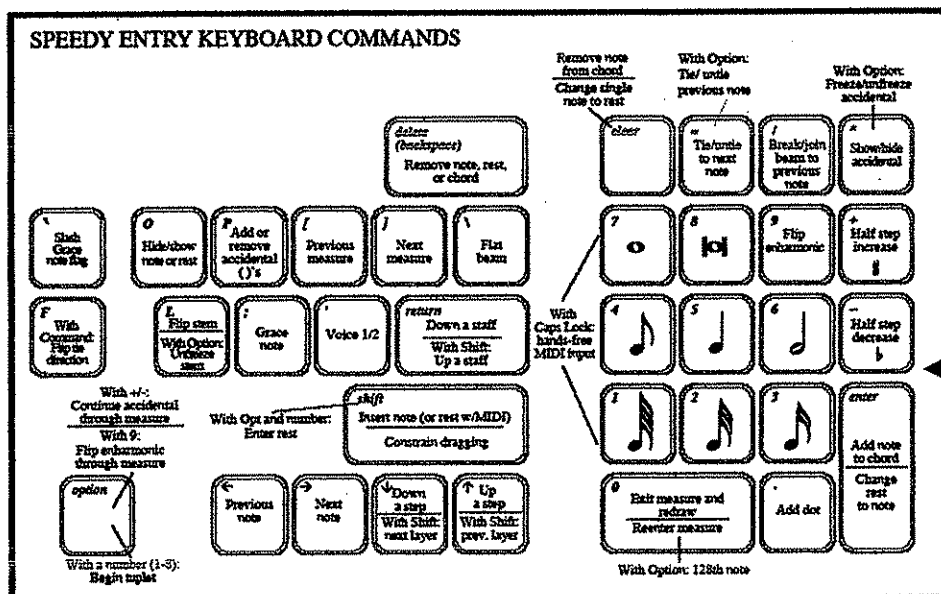 SPEEDY ENTRY KEYBOARD COMMANDS
Remove note
from chord
Change single
note to rest
With Option:
Tie/ untie
previous note
With Option:
Freeze/unfreeze
accidental
delete
(backspace)
Remove note, rest,
or chord
clear
=
Tie/untie
to next
note
/
Break/join
beam to
previous
note
*
Show/hide
accidental
`
Slash
Grace
note flag
O
Hide/show
note or rest
P
Add or
remove
accidental
( )'s
[
Previous
measure
]
Next
measure
\
Flat
beam
7
8
9
Flip
enharmonic
+
Half step
increase
F
With
Command:
Flip tie
direction
L
Flip stem
With Option:
Unfreeze
stem
;
Grace
note
'
Voice 1/2
return
Down a staff
With Shift:
Up a staff
With
Caps Lock:
hands-free
MIDI input
4
5
6
-
Half step
decrease
With +/-:
Continue accidental
through measure
With 9:
Flip enharmonic
through measure
With Opt and number:
Enter rest
shift
Insert note (or rest w/MIDI)
Constrain dragging
1
2
3
enter
Add note
to chord
Change
rest
to note
option
With a number (1-8):
Begin tuplet
←
Previous
note
→
Next
note
↓
Down
a step
With Shift:
next layer
↑
Up
a step
With Shift:
prev. layer
0
Exit measure and
redraw
Reenter measure
.
Add dot
With Option: 128th note